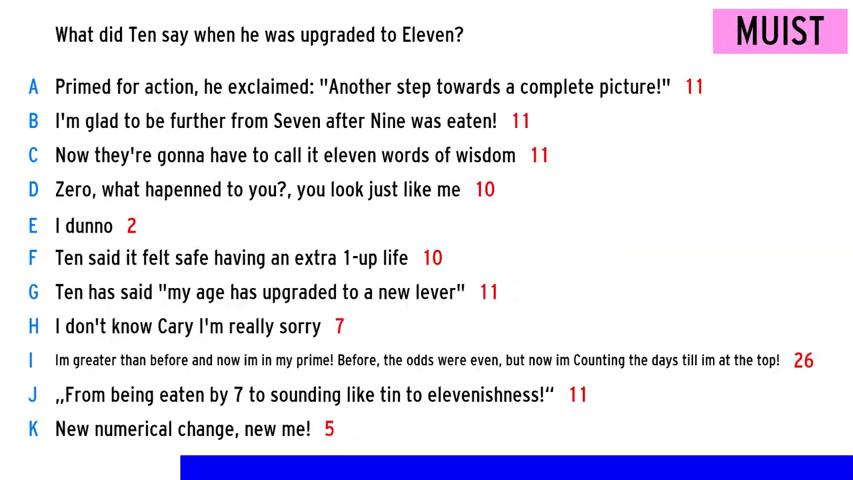 What did Ten say when he was upgraded to Eleven?
MUIST
A Primed for action, he exclaimed: "Another step towards a complete picture!" 11
B I'm glad to be further from Seven after Nine was eaten! 11
C Now they're gonna have to call it eleven words of wisdom 11
D Zero, what hapenned to you?, you look just like me 10
E I dunno 2
F Ten said it felt safe having an extra 1-up life 10
G Ten has said "my age has upgraded to a new lever" 11
H I don't know Cary I'm really sorry 7
I Im greater than before and now im in my prime! Before, the odds were even, but now im Counting the days till im at the top! 26
J „From being eaten by 7 to sounding like tin to elevenishness!“ 11
K New numerical change, new me! 5